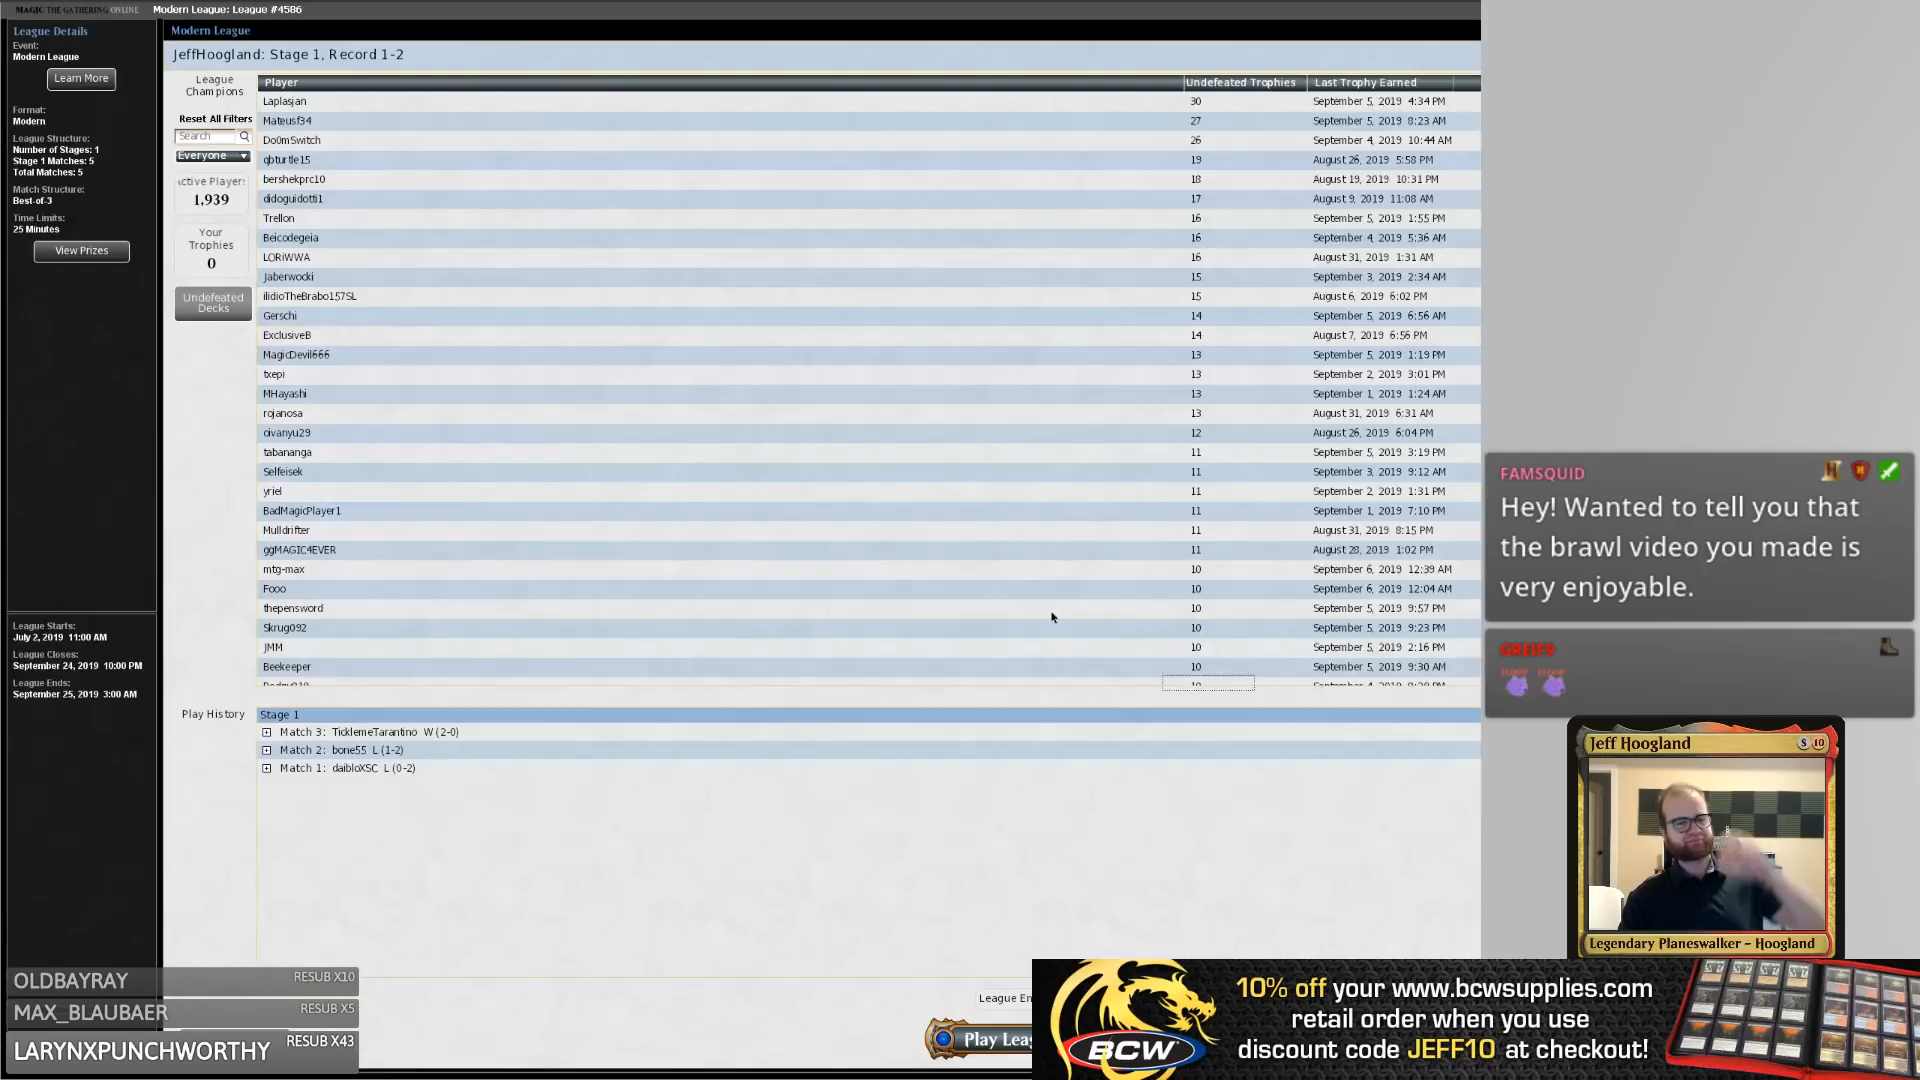 MAGIC THE GATHERING ONLINE
Modern League: League #4586
League Details
Event:
Modern League
Learn More
Format:
Modern
League Structure:
Number of Stages: 1
Stage 1 Matches: 5
Total Matches: 5
Match Structure:
Best-of-3
Time Limits:
25 Minutes
View Prizes
League Starts:
July 2, 2019 11:00 AM
League Closes:
September 24, 2019 10:00 PM
League Ends:
September 25, 2019 3:00 AM
Modern League
JeffHoogland: Stage 1, Record 1-2
League
Champions
Reset All Filters
Search
Everyone
Active Players
1,939
Your
Trophies
0
Undefeated
Decks
Player Undefeated Trophies Last Trophy Earned
Laplasjan 30 September 5, 2019 4:34 PM
Mateusf34 27 September 5, 2019 8:23 AM
Do0mSwitch 26 September 4, 2019 10:44 AM
qbturtle15 19 August 26, 2019 5:58 PM
bershekprc10 18 August 19, 2019 10:31 PM
didoguidotti1 17 August 9, 2019 11:08 AM
Trellon 16 September 5, 2019 1:55 PM
Beicodegeia 16 September 4, 2019 5:36 AM
LORiWWA 16 August 31, 2019 1:31 AM
Jaberwocki 15 September 3, 2019 2:34 AM
ilidioTheBrabo157SL 15 August 6, 2019 6:02 PM
Gerschi 14 September 5, 2019 6:56 AM
ExclusiveB 14 August 7, 2019 6:56 PM
MagicDevil666 13 September 5, 2019 1:19 PM
txepi 13 September 2, 2019 3:01 PM
MHayashi 13 September 1, 2019 1:24 AM
rojanosa 13 August 31, 2019 6:31 AM
oivanyu29 12 August 26, 2019 6:04 PM
tabananga 11 September 5, 2019 3:19 PM
Selfeisek 11 September 3, 2019 9:12 AM
yriel 11 September 2, 2019 1:31 PM
BadMagicPlayer1 11 September 1, 2019 7:10 PM
Mulldrifter 11 August 31, 2019 8:15 PM
ggMAGIC4EVER 11 August 28, 2019 1:02 PM
mtg-max 10 September 6, 2019 12:39 AM
Fooo 10 September 6, 2019 12:04 AM
thepensword 10 September 5, 2019 9:57 PM
Skrug092 10 September 5, 2019 9:23 PM
JMM 10 September 5, 2019 2:16 PM
Beekeeper 10 September 5, 2019 9:30 AM
Play History
Stage 1
Match 3: TicklemeTarantino W (2-0)
Match 2: bone55 L (1-2)
Match 1: daibloXSC L (0-2)
League En
Play Leag
OLDBAYRAY RESUB X10
MAX_BLAUBAER RESUB X5
LARYNXPUNCHWORTHY RESUB X43
FAMSQUID
Hey! Wanted to tell you that
the brawl video you made is
very enjoyable.
GREIF0
Jeff Hoogland S 10
Legendary Planeswalker – Hoogland
BCW
10% off your www.bcwsupplies.com
retail order when you use
discount code JEFF10 at checkout!